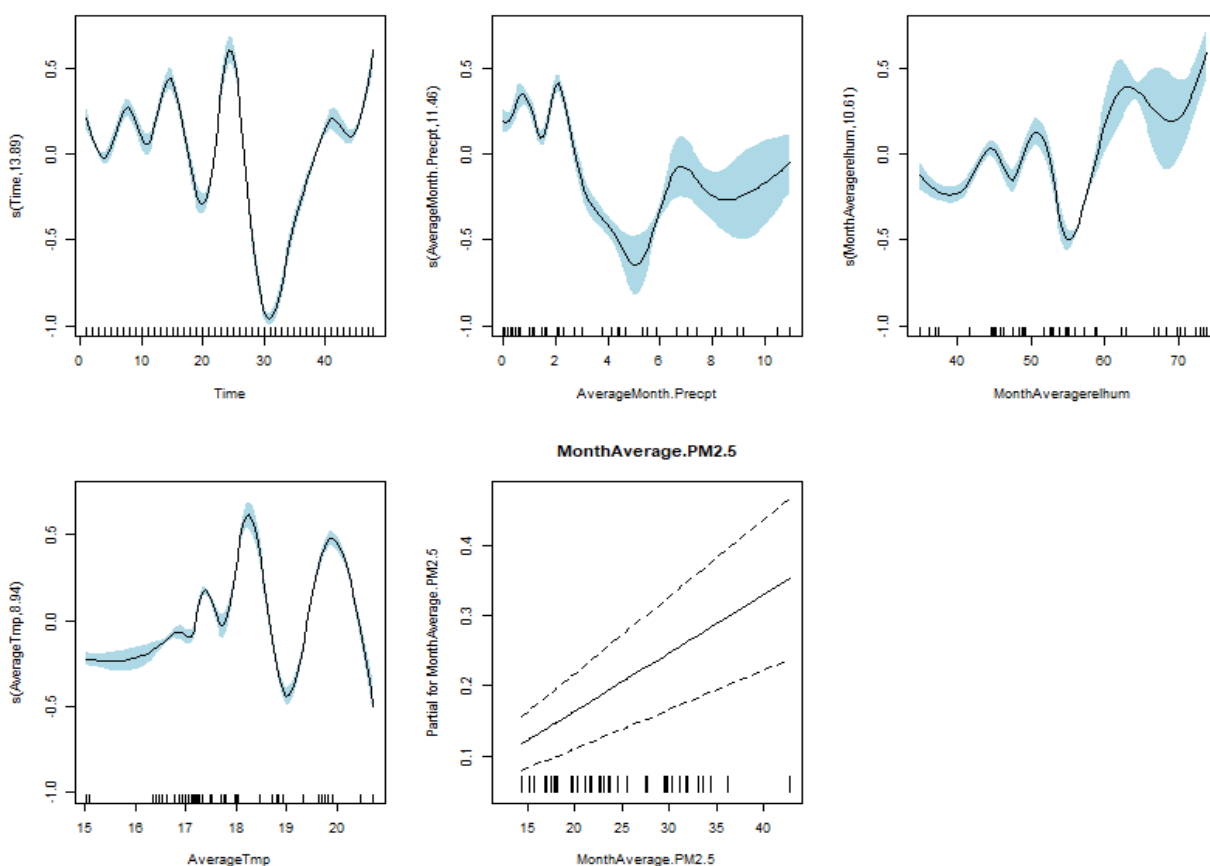 s(Time,13.89)
0.5
0.0
-0.5
-1.0
0 10 20 30 40
Time
s(AverageMonth.Precpt,11.46)
0.5
0.0
-0.5
-1.0
0 2 4 6 8 10
AverageMonth.Precpt
s(MonthAveragerelhum,10.61)
0.5
0.0
-0.5
-1.0
40 50 60 70
MonthAveragerelhum
s(AverageTmp,8.94)
0.5
0.0
-0.5
-1.0
15 16 17 18 19 20
AverageTmp
MonthAverage.PM2.5
Partial for MonthAverage.PM2.5
0.4
0.3
0.2
0.1
15 20 25 30 35 40
MonthAverage.PM2.5